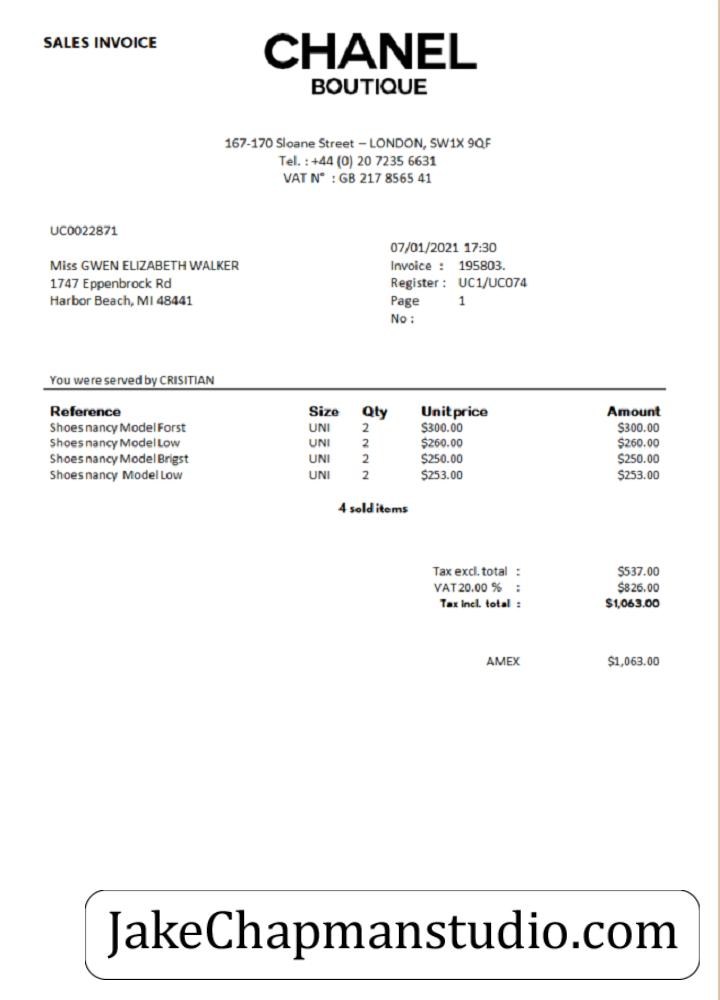 SALES INVOICE
CHANEL
BOUTIQUE
167-170 Sloane Street – LONDON, SW1X 9QF
Tel. : +44 (0) 20 7235 6631
VAT N° : GB 217 8565 41
UC0022871
07/01/2021 17:30
Miss GWEN ELIZABETH WALKER Invoice : 195803.
1747 Eppenbrock Rd Register : UC1/UC074
Harbor Beach, MI 48441 Page 1
No :
You were served by CRISITIAN
Reference Size Qty Unit price Amount
Shoes nancy Model Forst UNI 2 $300.00 $300.00
Shoes nancy Model Low UNI 2 $260.00 $260.00
Shoes nancy Model Brigst UNI 2 $250.00 $250.00
Shoes nancy Model Low UNI 2 $253.00 $253.00
4 sold items
Tax excl. total : $537.00
VAT 20.00 % : $826.00
Tax incl. total : $1,063.00
AMEX $1,063.00
JakeChapmanstudio.com